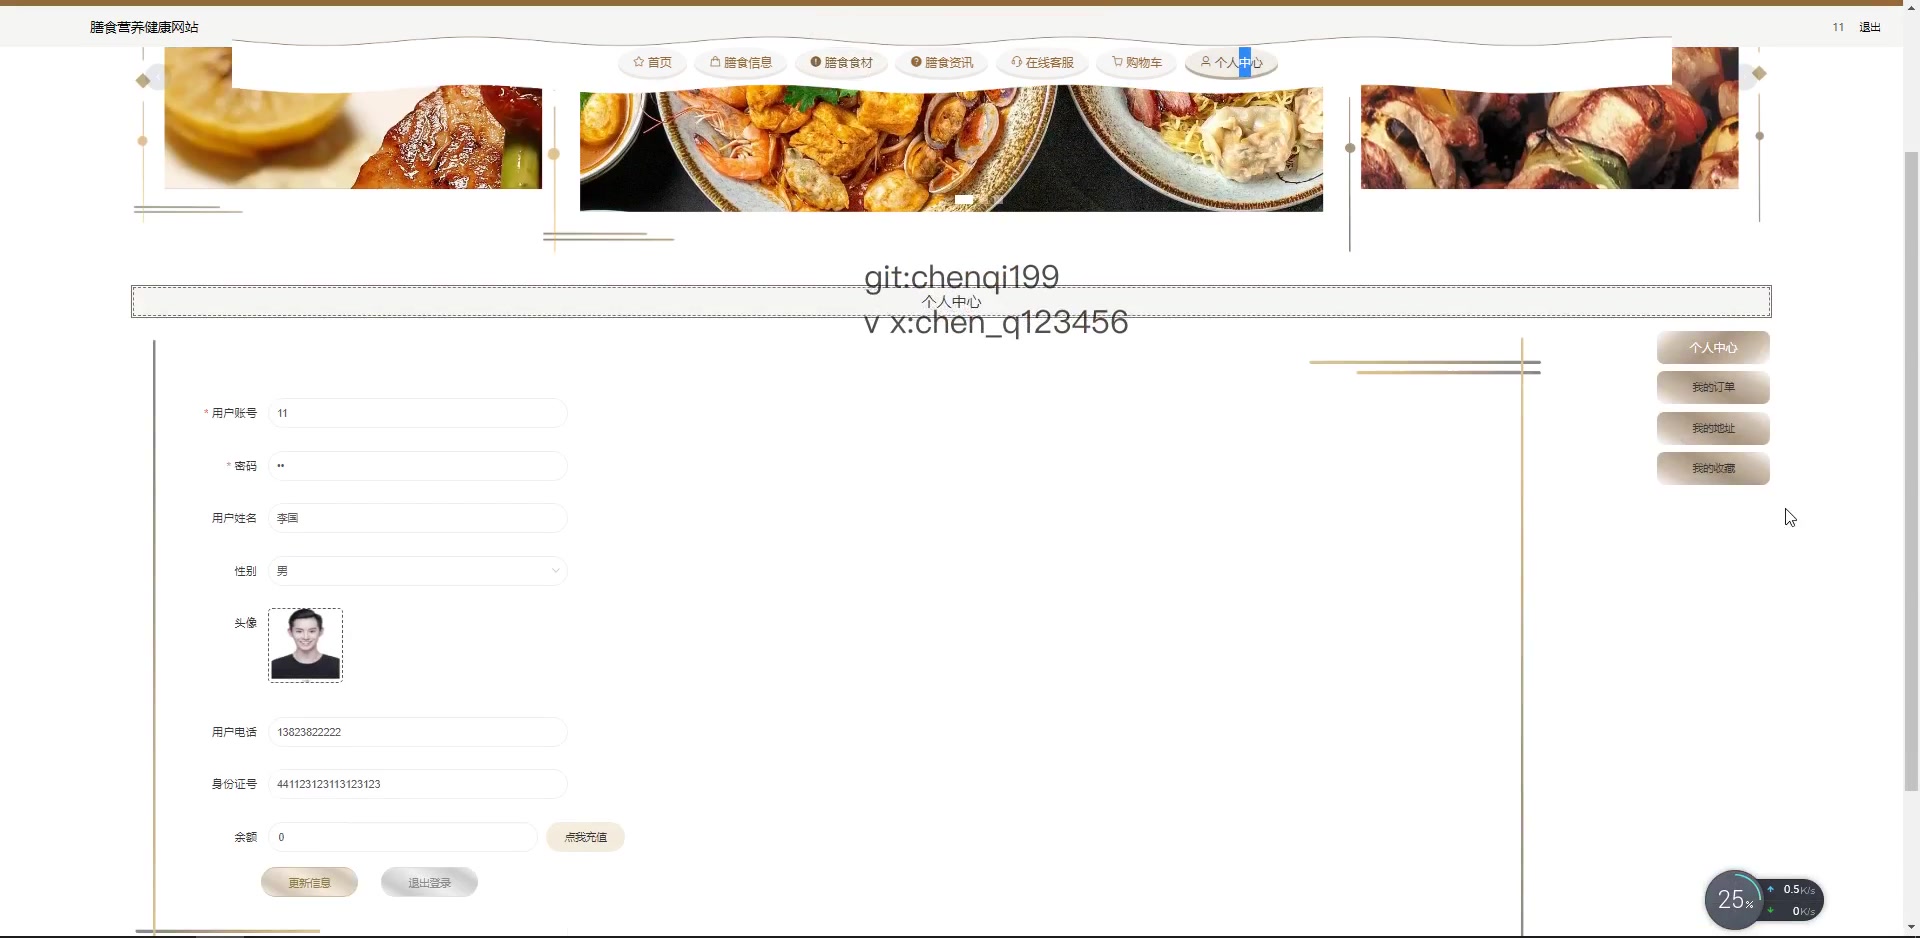 膳食营养健康网站
11 退出
首页 膳食信息 膳食食材 膳食资讯 在线客服 购物车 个人中心
git:chenqi199
个人中心
v x:chen_q123456
个人中心
我的订单
我的地址
我的收藏
* 用户账号 11
* 密码 ••
用户姓名 李国
性别 男
头像
用户电话 13823822222
身份证号 441123123113123123
余额 0 点我充值
更新信息 退出登录
25% 0.5K/s
0K/s